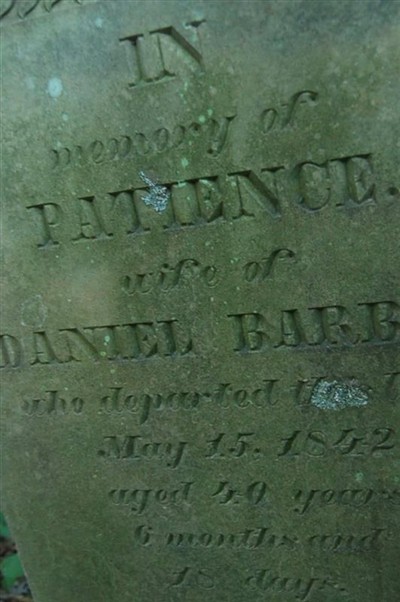 IN
memory of
PATIENCE.
wife of
DANIEL BARB
who departed this
May 15. 1842
aged 40 years
6 months and
18 days.